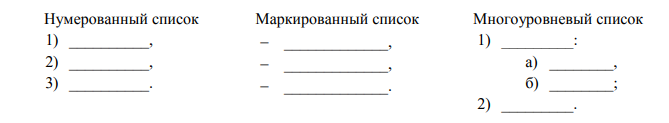 Нумерованный список
1) __________,
2) __________,
3) __________.
Маркированный список
– _____________,
– _____________,
– _____________.
Многоуровневый список
1) _________:
а) ________,
б) ________;
2) _________.